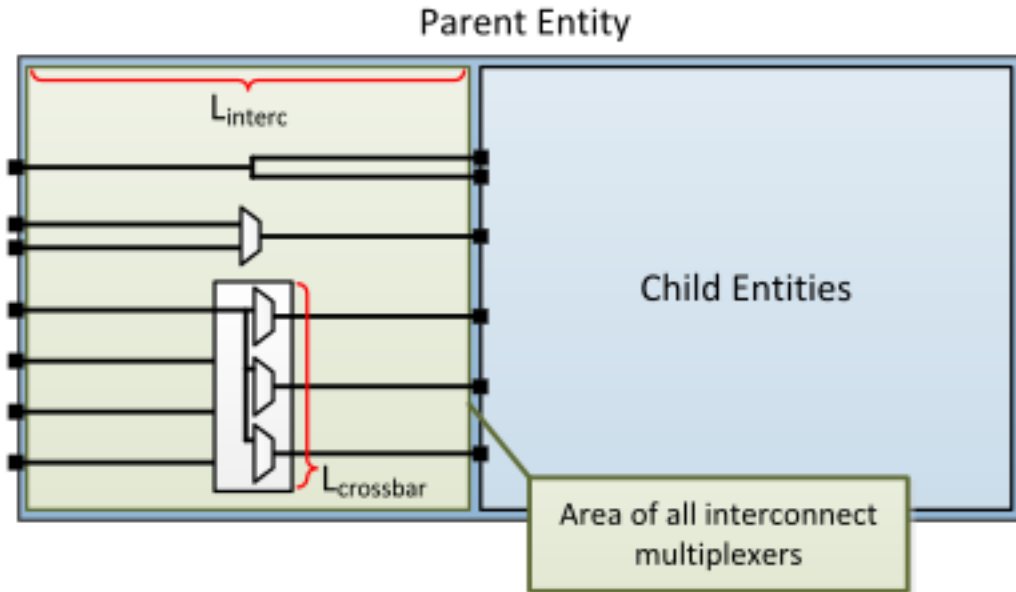 Parent Entity
Linterc
Child Entities
Lcrossbar
Area of all interconnect
multiplexers